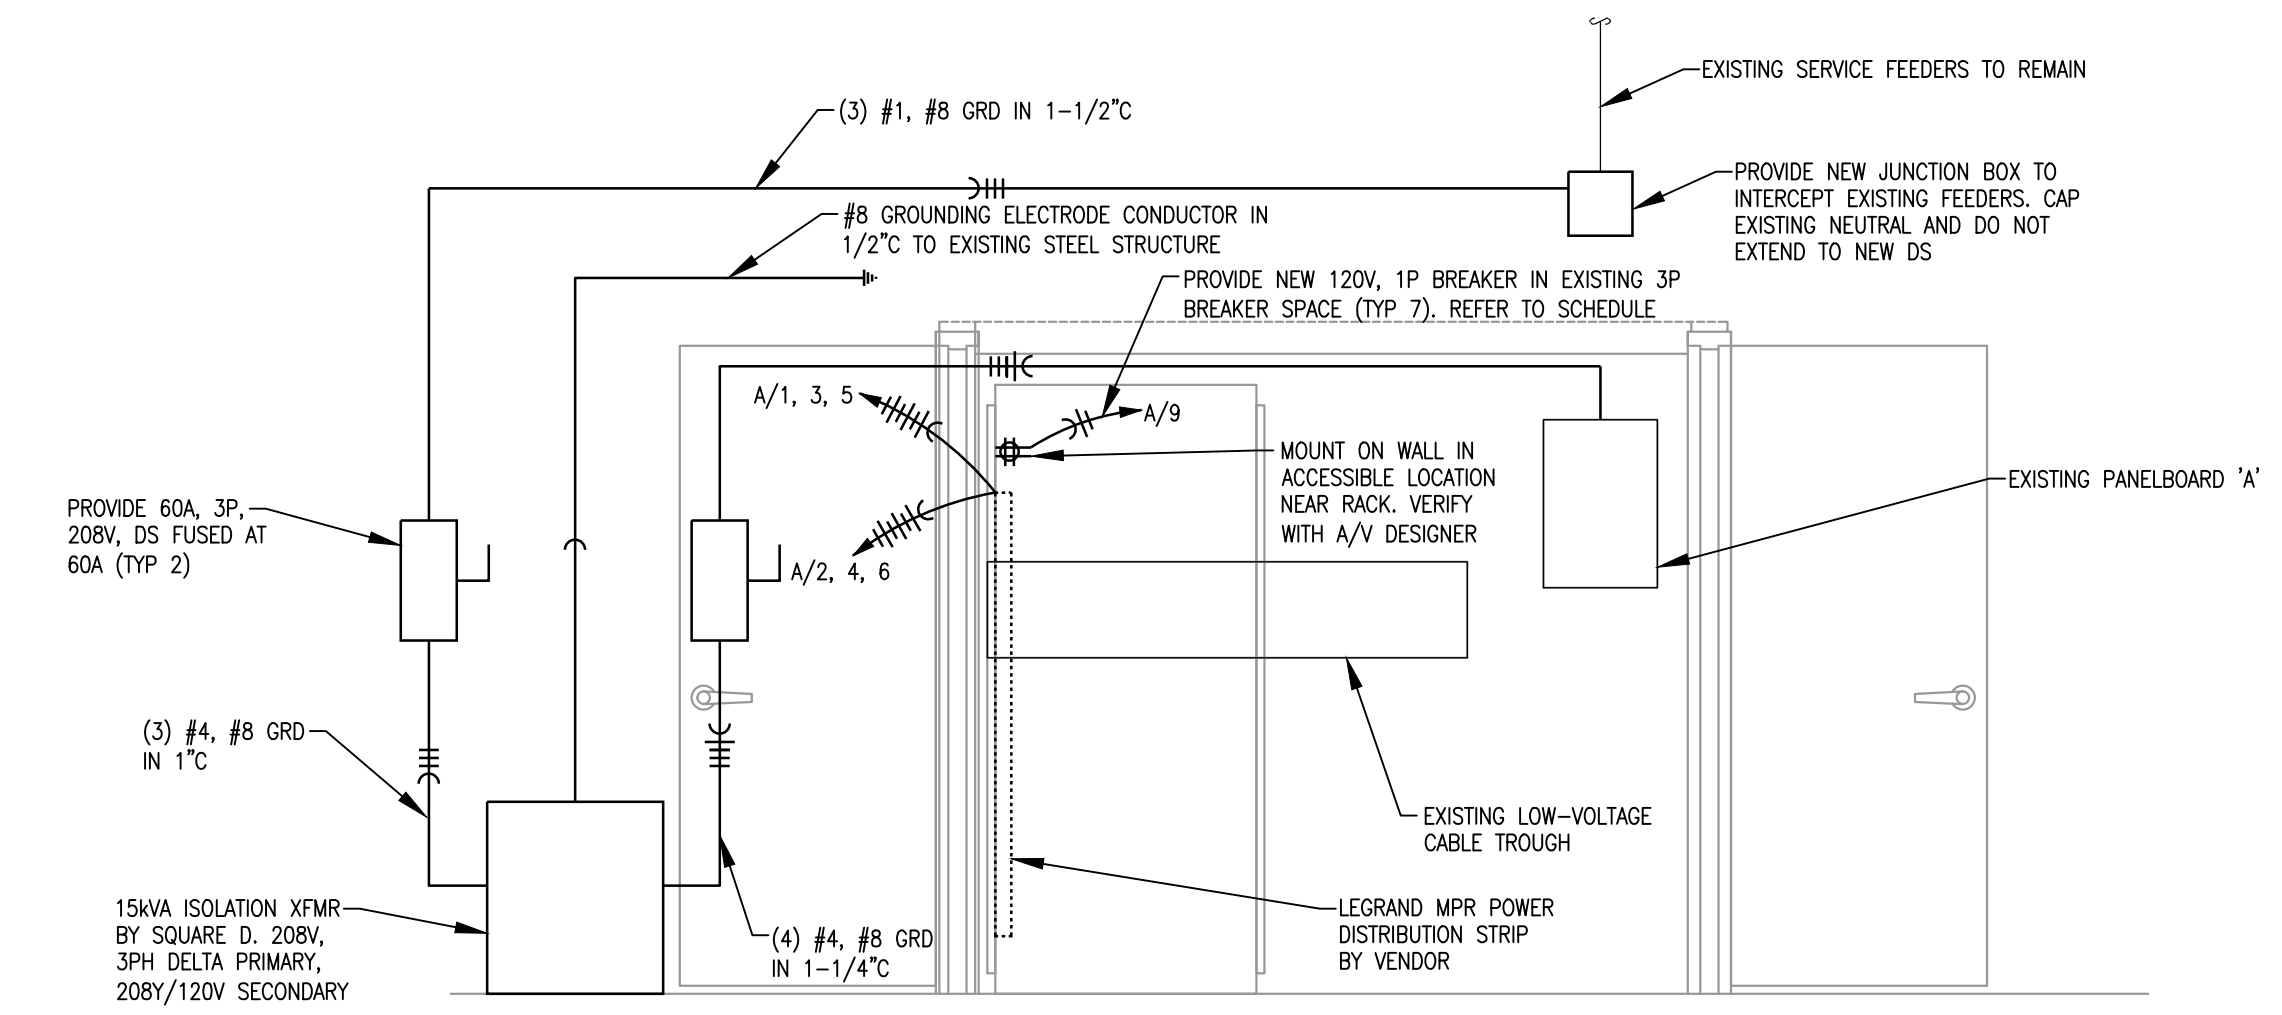 EXISTING SERVICE FEEDERS TO REMAIN
(3) #1, #8 GRD IN 1-1/2"C
PROVIDE NEW JUNCTION BOX TO
INTERCEPT EXISTING FEEDERS. CAP
EXISTING NEUTRAL AND DO NOT
EXTEND TO NEW DS
#8 GROUNDING ELECTRODE CONDUCTOR IN
1/2"C TO EXISTING STEEL STRUCTURE
PROVIDE NEW 120V, 1P BREAKER IN EXISTING 3P
BREAKER SPACE (TYP 7). REFER TO SCHEDULE
A/1, 3, 5
A/9
MOUNT ON WALL IN
ACCESSIBLE LOCATION
NEAR RACK. VERIFY
WITH A/V DESIGNER
EXISTING PANELBOARD 'A'
PROVIDE 60A, 3P,
208V, DS FUSED AT
60A (TYP 2)
A/2, 4, 6
(3) #4, #8 GRD
IN 1"C
EXISTING LOW-VOLTAGE
CABLE TROUGH
15kVA ISOLATION XFMR
BY SQUARE D. 208V,
3PH DELTA PRIMARY,
208Y/120V SECONDARY
(4) #4, #8 GRD
IN 1-1/4"C
LEGRAND MPR POWER
DISTRIBUTION STRIP
BY VENDOR